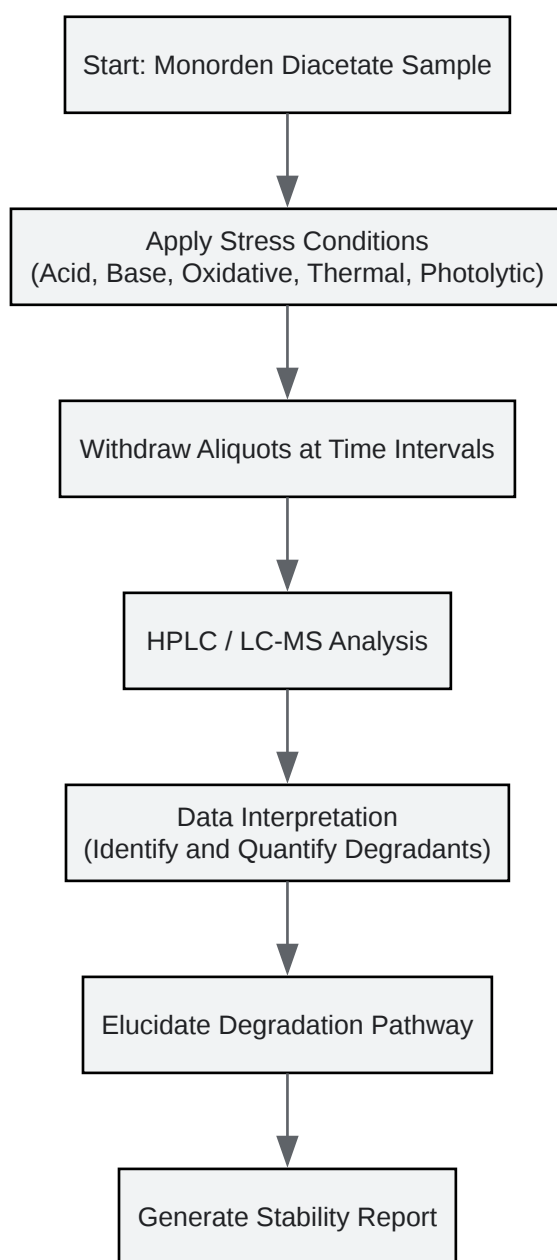 Start: Monorden Diacetate Sample
Apply Stress Conditions
(Acid, Base, Oxidative, Thermal, Photolytic)
Withdraw Aliquots at Time Intervals
HPLC / LC-MS Analysis
Data Interpretation
(Identify and Quantify Degradants)
Elucidate Degradation Pathway
Generate Stability Report